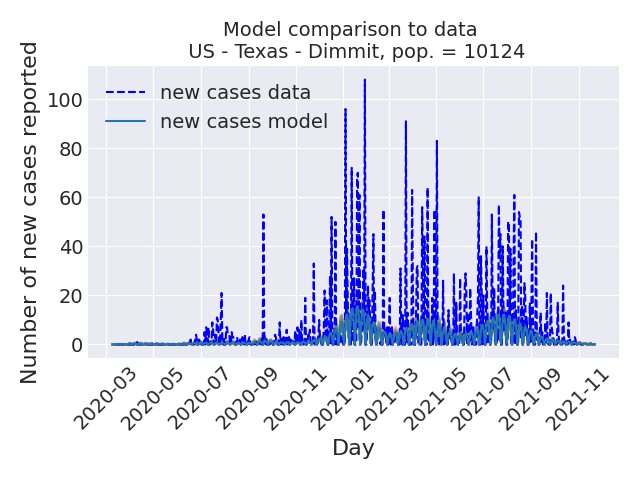 Model comparison to data
US - Texas - Dimmit, pop. = 10124
Number of new cases reported
100
80
60
40
20
0
new cases data
new cases model
2020-03
2020-05
2020-07
2020-09
2020-11
2021-01
2021-03
2021-05
2021-07
2021-09
2021-11
Day